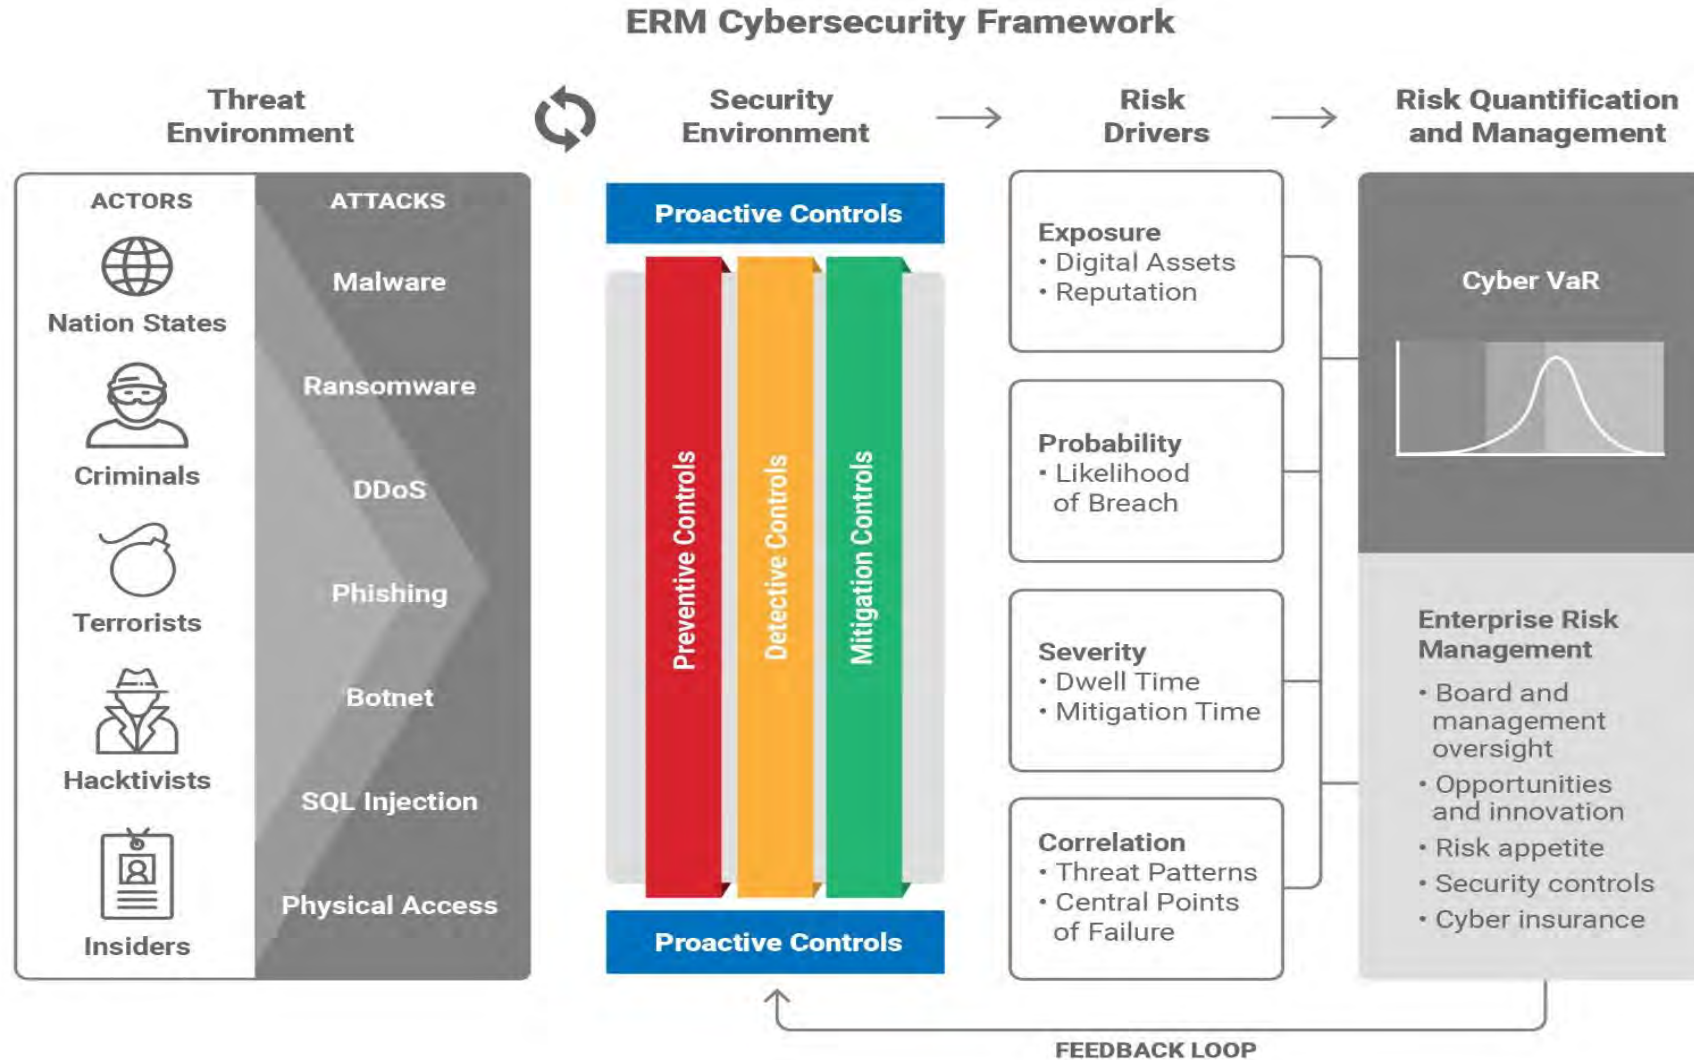 ERM Cybersecurity Framework
Threat
Environment
Security
Environment
Risk
Drivers
Risk Quantification
and Management
ACTORS
Nation States
Criminals
Terrorists
Hacktivists
Insiders
ATTACKS
Malware
Ransomware
DDoS
Phishing
Botnet
SQL Injection
Physical Access
Proactive Controls
Preventive Controls
Detective Controls
Mitigation Controls
Proactive Controls
Exposure
• Digital Assets
• Reputation
Probability
• Likelihood
of Breach
Severity
• Dwell Time
• Mitigation Time
Correlation
• Threat Patterns
• Central Points
of Failure
Cyber VaR
Enterprise Risk
Management
• Board and
management
oversight
• Opportunities
and innovation
• Risk appetite
• Security controls
• Cyber insurance
FEEDBACK LOOP